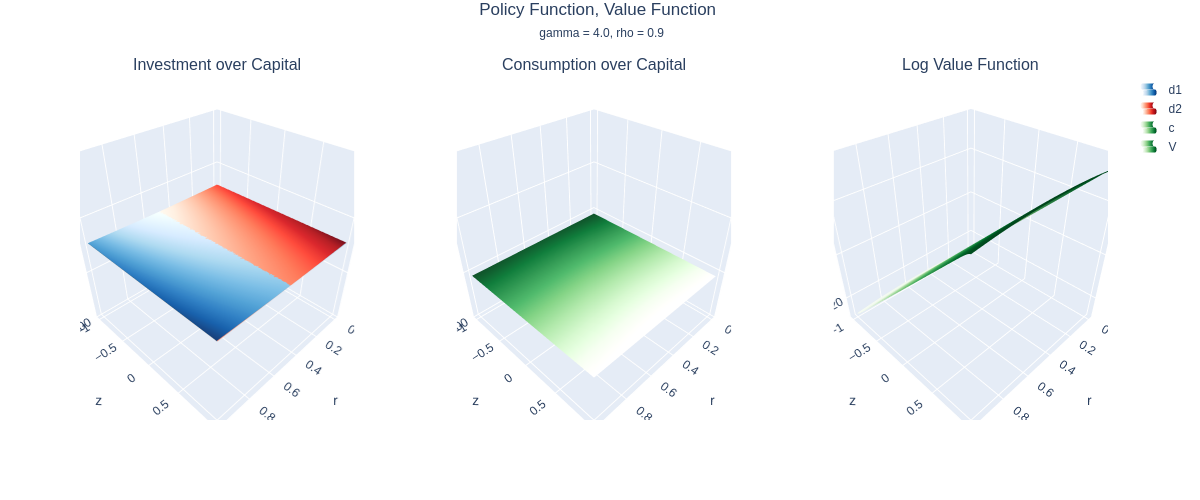 Policy Function, Value Function
gamma = 4.0, rho = 0.9
Investment over Capital
Consumption over Capital
Log Value Function
d1
d2
c
V
−0.5
0
0.5
z
0
0.2
0.4
0.6
0.8
r
−0.5
0
0.5
z
0
0.2
0.4
0.6
0.8
r
−1
−0.5
0
0.5
z
0
0.2
0.4
0.6
0.8
r